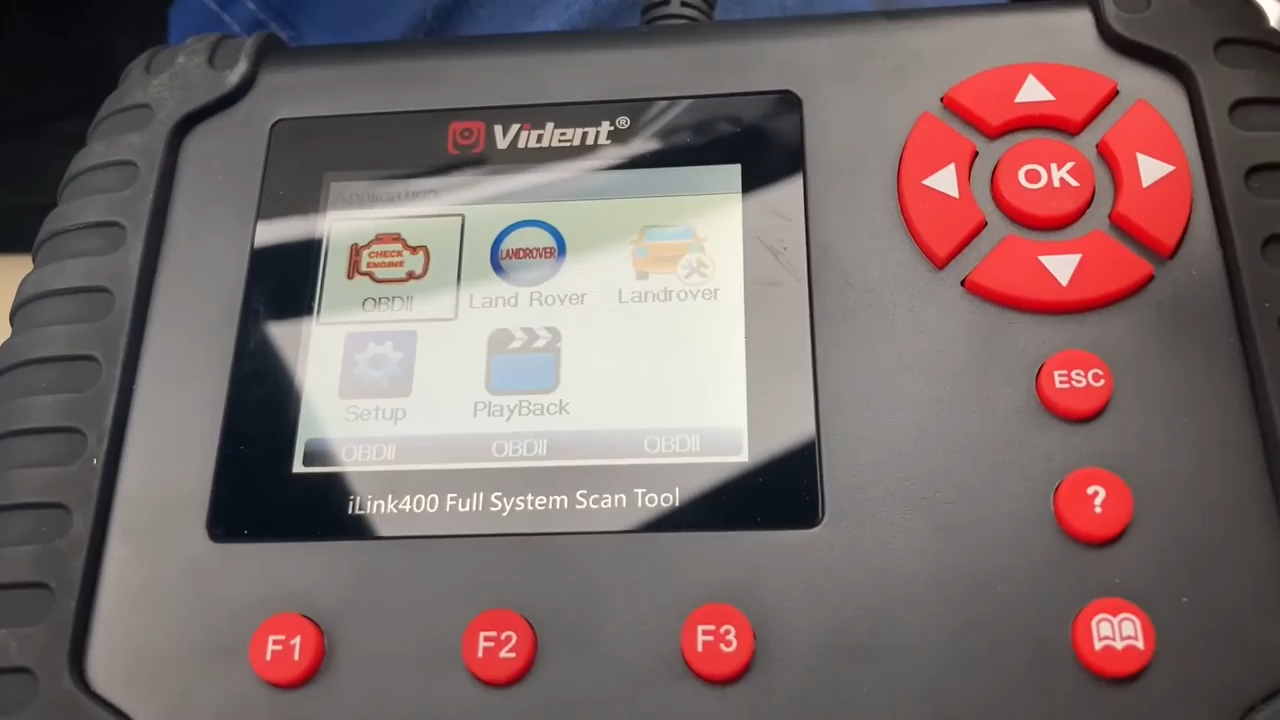 Vident®
Application
CHECK
ENGINE
LANDROVER
OBDII
Land Rover
Landrover
Setup
PlayBack
OBDII
OBDII
OBDII
iLink400 Full System Scan Tool
OK
ESC
?
F1
F2
F3